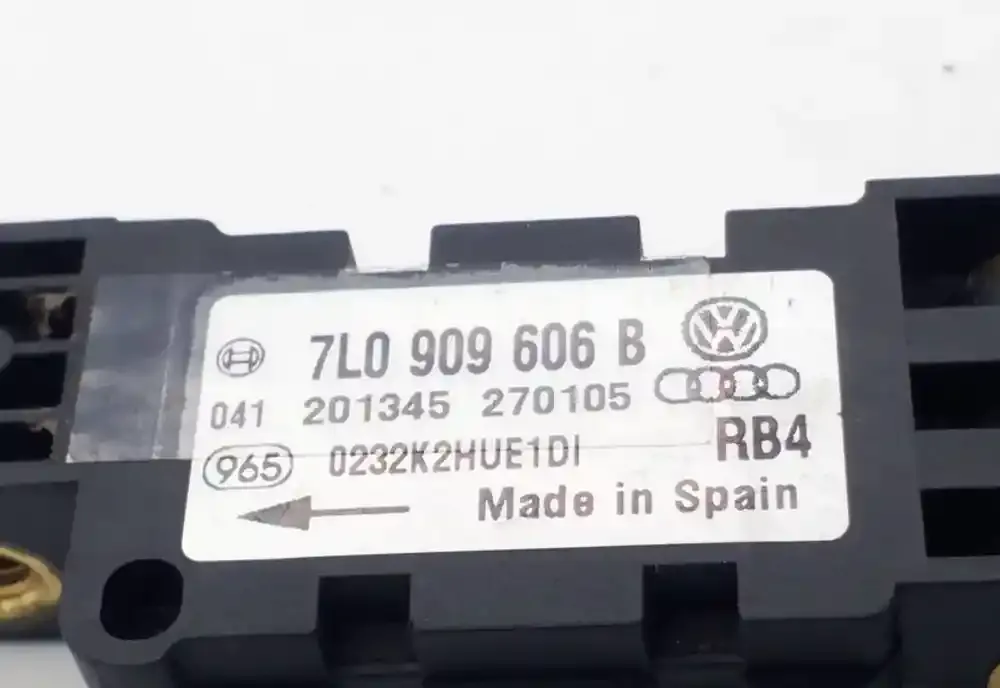 7L0 909 606 B
041 201345 270105
965 0232K2HUE1DI RB4
Made in Spain